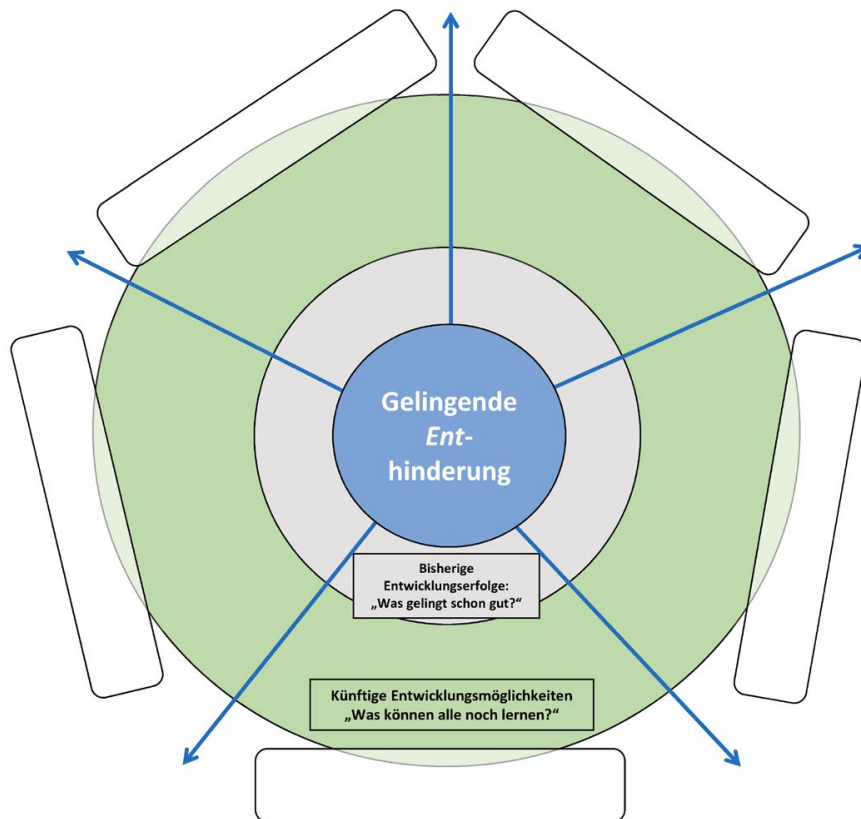 Gelingende
Ent-
hinderung
Bisherige
Entwicklungserfolge:
„Was gelingt schon gut?“
Künftige Entwicklungsmöglichkeiten
„Was können alle noch lernen?“